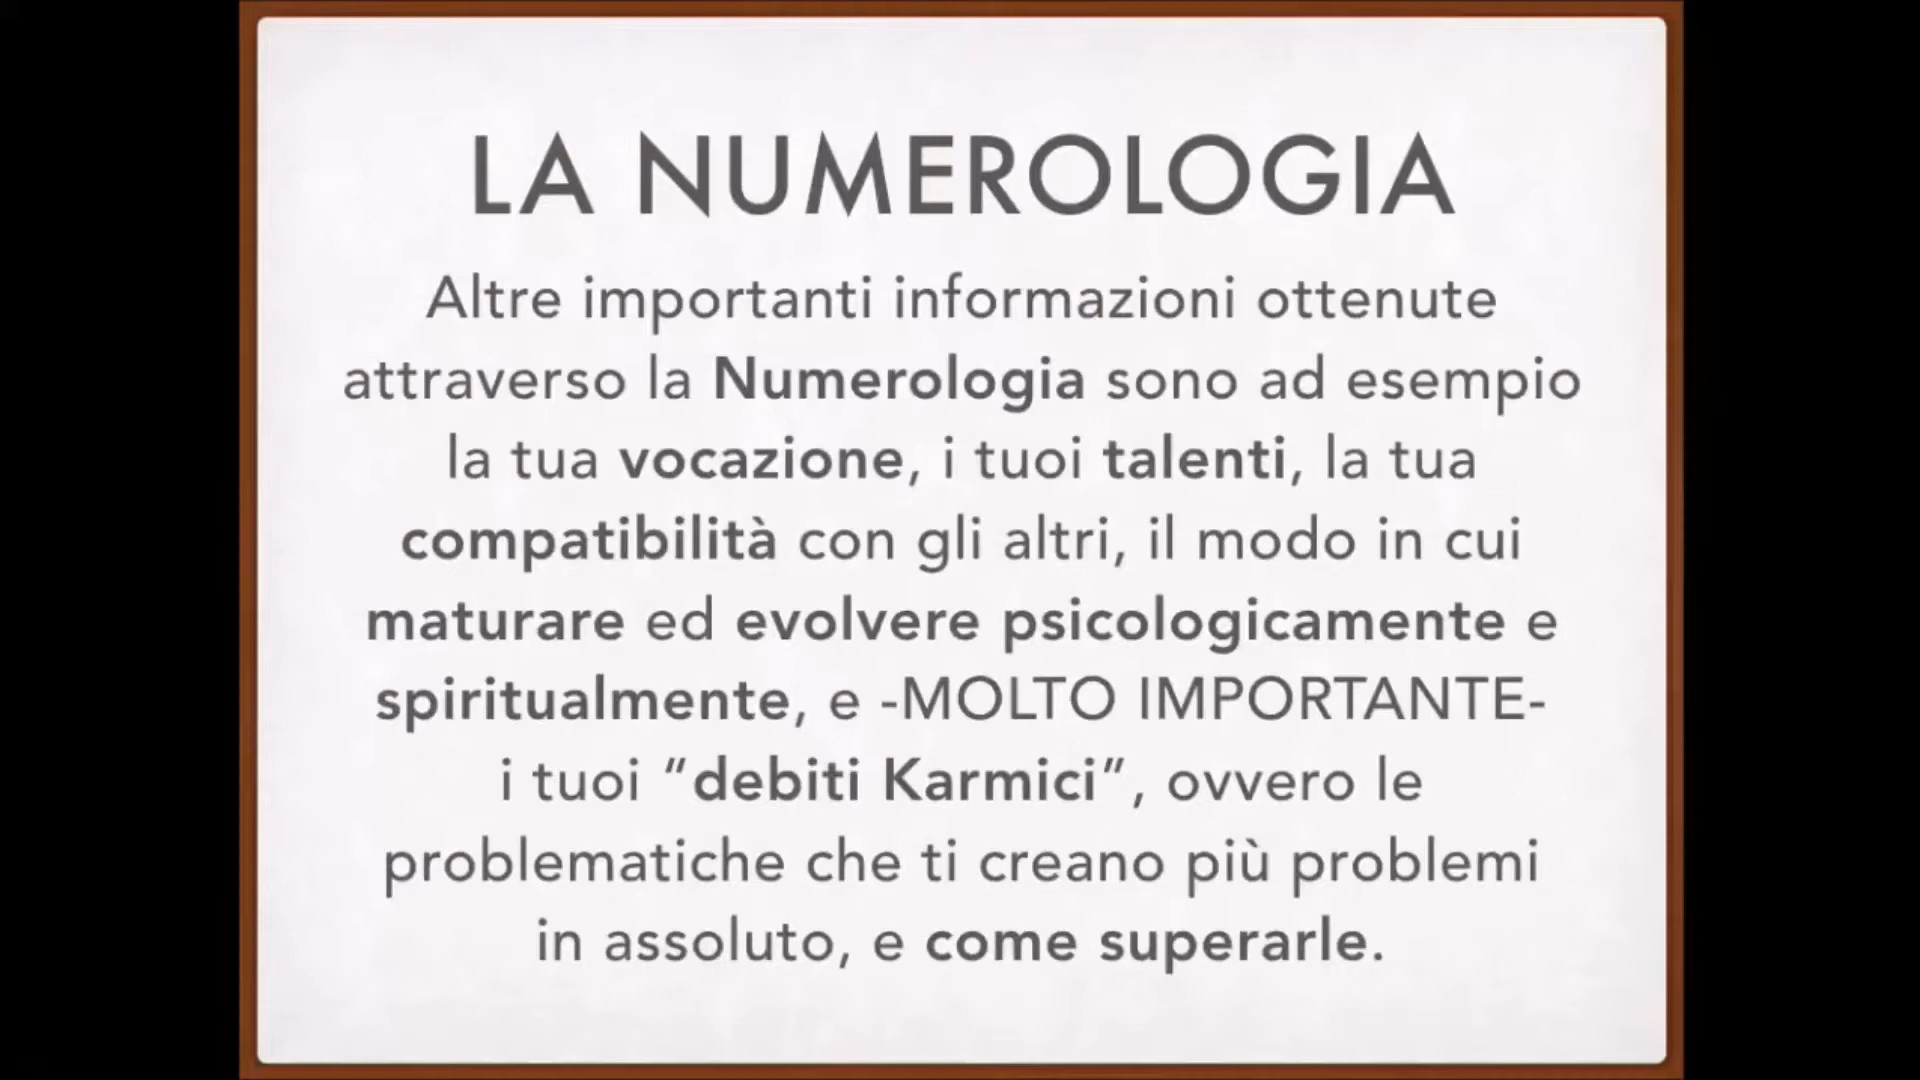 LA NUMEROLOGIA
Altre importanti informazioni ottenute
attraverso la Numerologia sono ad esempio
la tua vocazione, i tuoi talenti, la tua
compatibilità con gli altri, il modo in cui
maturare ed evolvere psicologicamente e
spiritualmente, e -MOLTO IMPORTANTE-
i tuoi “debiti Karmici”, ovvero le
problematiche che ti creano più problemi
in assoluto, e come superarle.